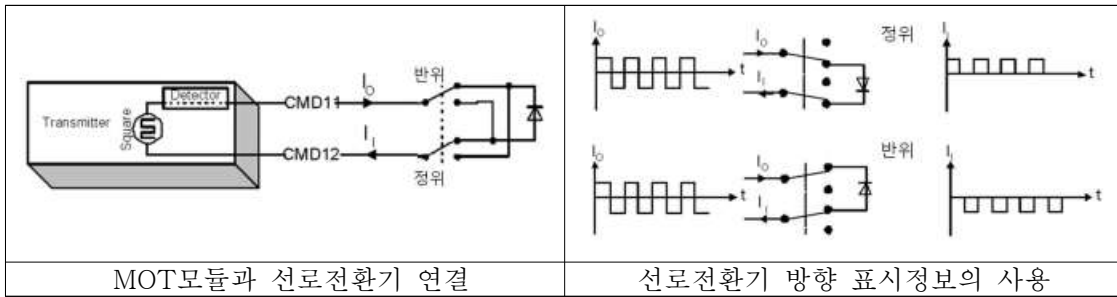 Transmitter
Detector
Square
CMD11
CMD12
I₀
I₁
반위
정위
MOT모듈과 선로전환기 연결
I₀
t
I₀
I₁
정위
I₁
t
I₀
t
I₀
I₁
반위
I₁
t
선로전환기 방향 표시정보의 사용